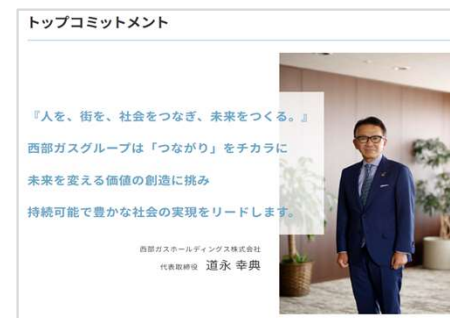 トップコミットメント
『人を、街を、社会をつなぎ、未来をつくる。』
西部ガスグループは「つながり」をチカラに
未来を変える価値の創造に挑み
持続可能で豊かな社会の実現をリードします。
西部ガスホールディングス株式会社
代表取締役 道永 幸典